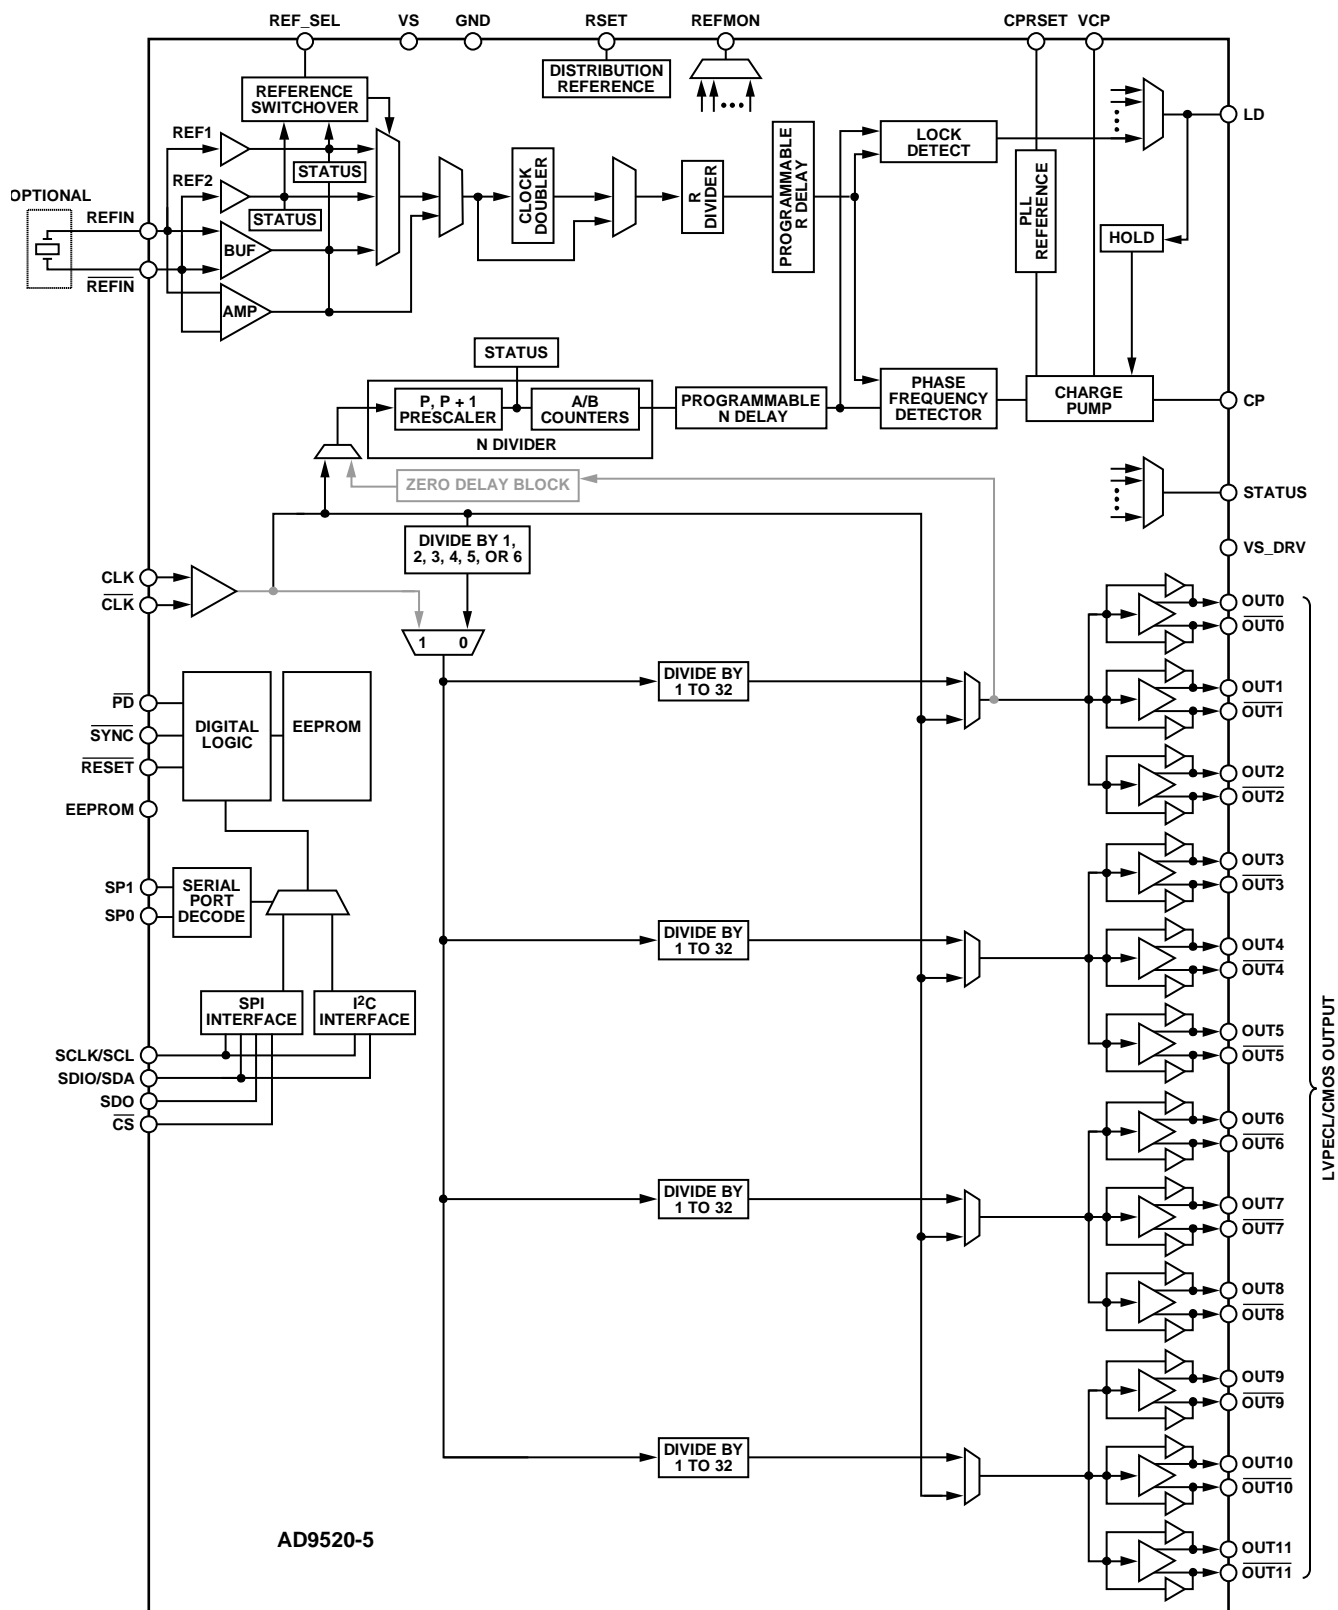 REF_SEL
VS
GND
RSET
REFMON
CPRSET
VCP
DISTRIBUTION
REFERENCE
REFERENCE
SWITCHOVER
REF1
REF2
STATUS
STATUS
OPTIONAL
REFIN
REFIN
BUF
AMP
CLOCK
DOUBLER
R
DIVIDER
PROGRAMMABLE
R DELAY
LOCK
DETECT
PLL
REFERENCE
HOLD
LD
STATUS
P, P + 1
PRESCALER
A/B
COUNTERS
N DIVIDER
PROGRAMMABLE
N DELAY
PHASE
FREQUENCY
DETECTOR
CHARGE
PUMP
CP
ZERO DELAY BLOCK
STATUS
DIVIDE BY 1,
2, 3, 4, 5, OR 6
VS_DRV
CLK
CLK
1 0
OUT0
OUT0
DIVIDE BY
1 TO 32
OUT1
OUT1
OUT2
OUT2
PD
SYNC
RESET
EEPROM
DIGITAL
LOGIC
EEPROM
SP1
SP0
SERIAL
PORT
DECODE
OUT3
OUT3
DIVIDE BY
1 TO 32
OUT4
OUT4
OUT5
OUT5
SPI
INTERFACE
I2C
INTERFACE
SCLK/SCL
SDIO/SDA
SDO
CS
LVPECL/CMOS OUTPUT
OUT6
OUT6
DIVIDE BY
1 TO 32
OUT7
OUT7
OUT8
OUT8
OUT9
OUT9
DIVIDE BY
1 TO 32
OUT10
OUT10
OUT11
OUT11
AD9520-5